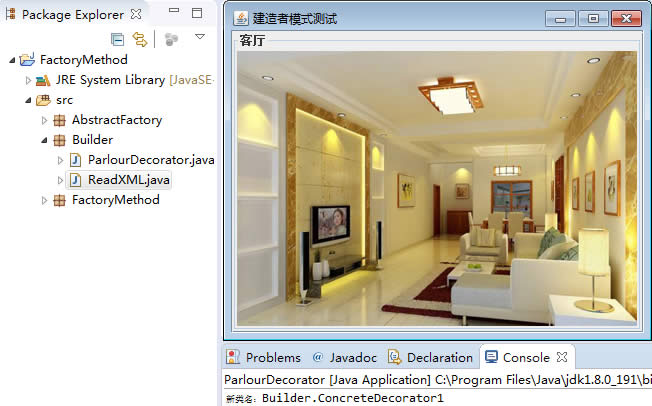 Package Explorer
FactoryMethod
JRE System Library [JavaSE-
src
AbstractFactory
Builder
ParlourDecorator.java
ReadXML.java
FactoryMethod
建造者模式测试
客厅
Problems @ Javadoc Declaration Console
ParlourDecorator [Java Application] C:\Program Files\Java\jdk1.8.0_191\bi
新类名：Builder.ConcreteDecorator1